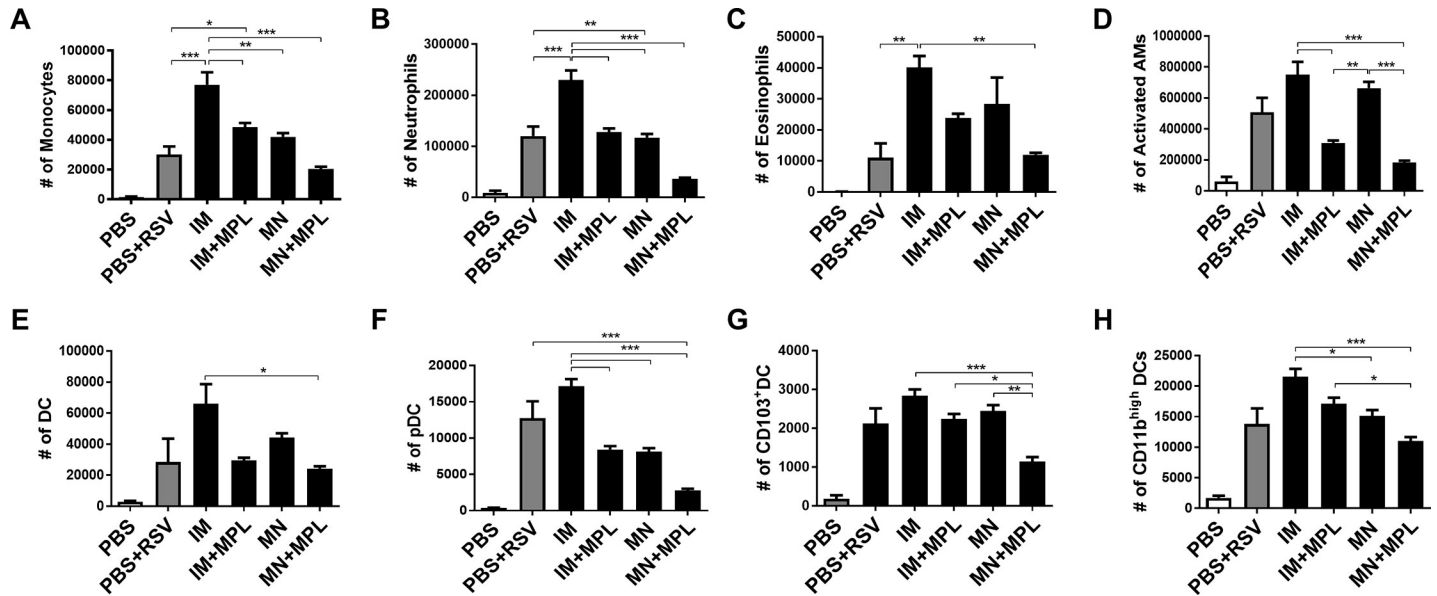 A
# of Monocytes
100000
80000
60000
40000
20000
0
*
***
**
***
PBS
PBS+RSV
IM
IM+MPL
MN
MN+MPL
B
# of Neutrophils
300000
200000
100000
0
**
***
***
PBS
PBS+RSV
IM
IM+MPL
MN
MN+MPL
C
# of Eosinophils
50000
40000
30000
20000
10000
0
**
**
PBS
PBS+RSV
IM
IM+MPL
MN
MN+MPL
D
# of Activated AMs
1000000
800000
600000
400000
200000
0
***
**
***
PBS
PBS+RSV
IM
IM+MPL
MN
MN+MPL
E
# of DC
100000
80000
60000
40000
20000
0
*
PBS
PBS+RSV
IM
IM+MPL
MN
MN+MPL
F
# of pDC
20000
15000
10000
5000
0
***
***
PBS
PBS+RSV
IM
IM+MPL
MN
MN+MPL
G
# of CD103⁺DC
4000
3000
2000
1000
0
***
*
**
PBS
PBS+RSV
IM
IM+MPL
MN
MN+MPL
H
# of CD11bʰⁱᵍʰ DCs
25000
20000
15000
10000
5000
0
***
*
*
PBS
PBS+RSV
IM
IM+MPL
MN
MN+MPL